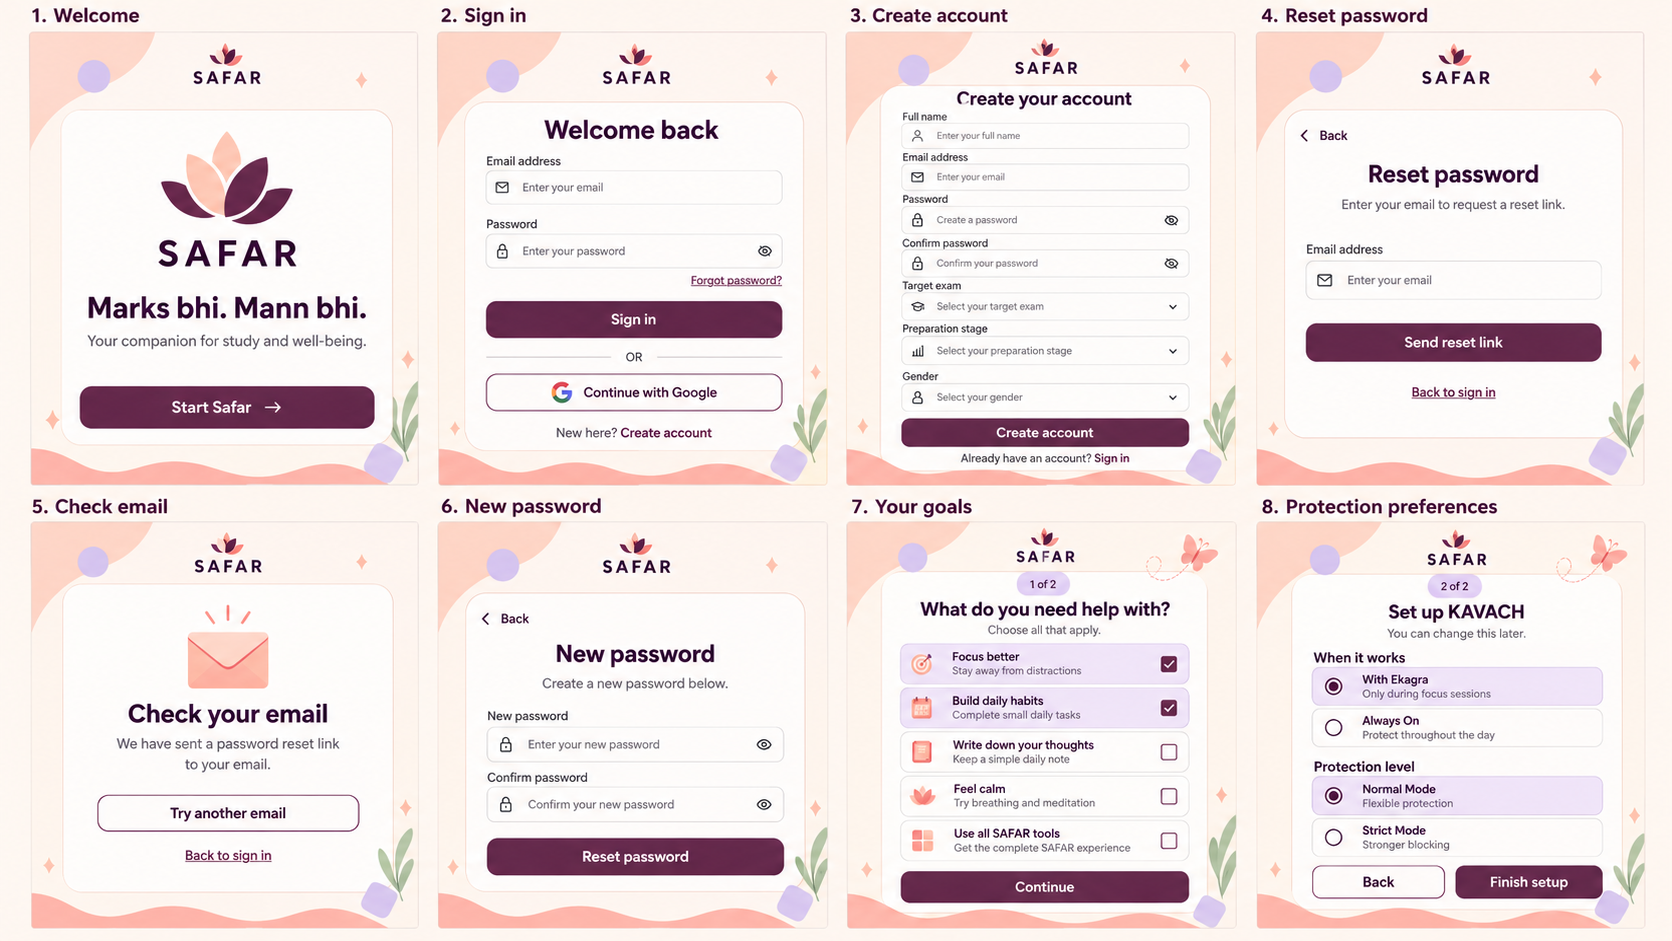 1. Welcome
SAFAR
SAFAR
Marks bhi. Mann bhi.
Your companion for study and well-being.
Start Safar →
2. Sign in
SAFAR
Welcome back
Email address
Enter your email
Password
Enter your password
Forgot password?
Sign in
OR
Continue with Google
New here? Create account
3. Create account
SAFAR
Create your account
Full name
Enter your full name
Email address
Enter your email
Password
Create a password
Confirm password
Confirm your password
Target exam
Select your target exam
Preparation stage
Select your preparation stage
Gender
Select your gender
Create account
Already have an account? Sign in
4. Reset password
SAFAR
Back
Reset password
Enter your email to request a reset link.
Email address
Enter your email
Send reset link
Back to sign in
5. Check email
SAFAR
Check your email
We have sent a password reset link
to your email.
Try another email
Back to sign in
6. New password
SAFAR
Back
New password
Create a new password below.
New password
Enter your new password
Confirm password
Confirm your new password
Reset password
7. Your goals
SAFAR
1 of 2
What do you need help with?
Choose all that apply.
Focus better
Stay away from distractions
Build daily habits
Complete small daily tasks
Write down your thoughts
Keep a simple daily note
Feel calm
Try breathing and meditation
Use all SAFAR tools
Get the complete SAFAR experience
Continue
8. Protection preferences
SAFAR
2 of 2
Set up KAVACH
You can change this later.
When it works
With Ekagra
Only during focus sessions
Always On
Protect throughout the day
Protection level
Normal Mode
Flexible protection
Strict Mode
Stronger blocking
Back
Finish setup